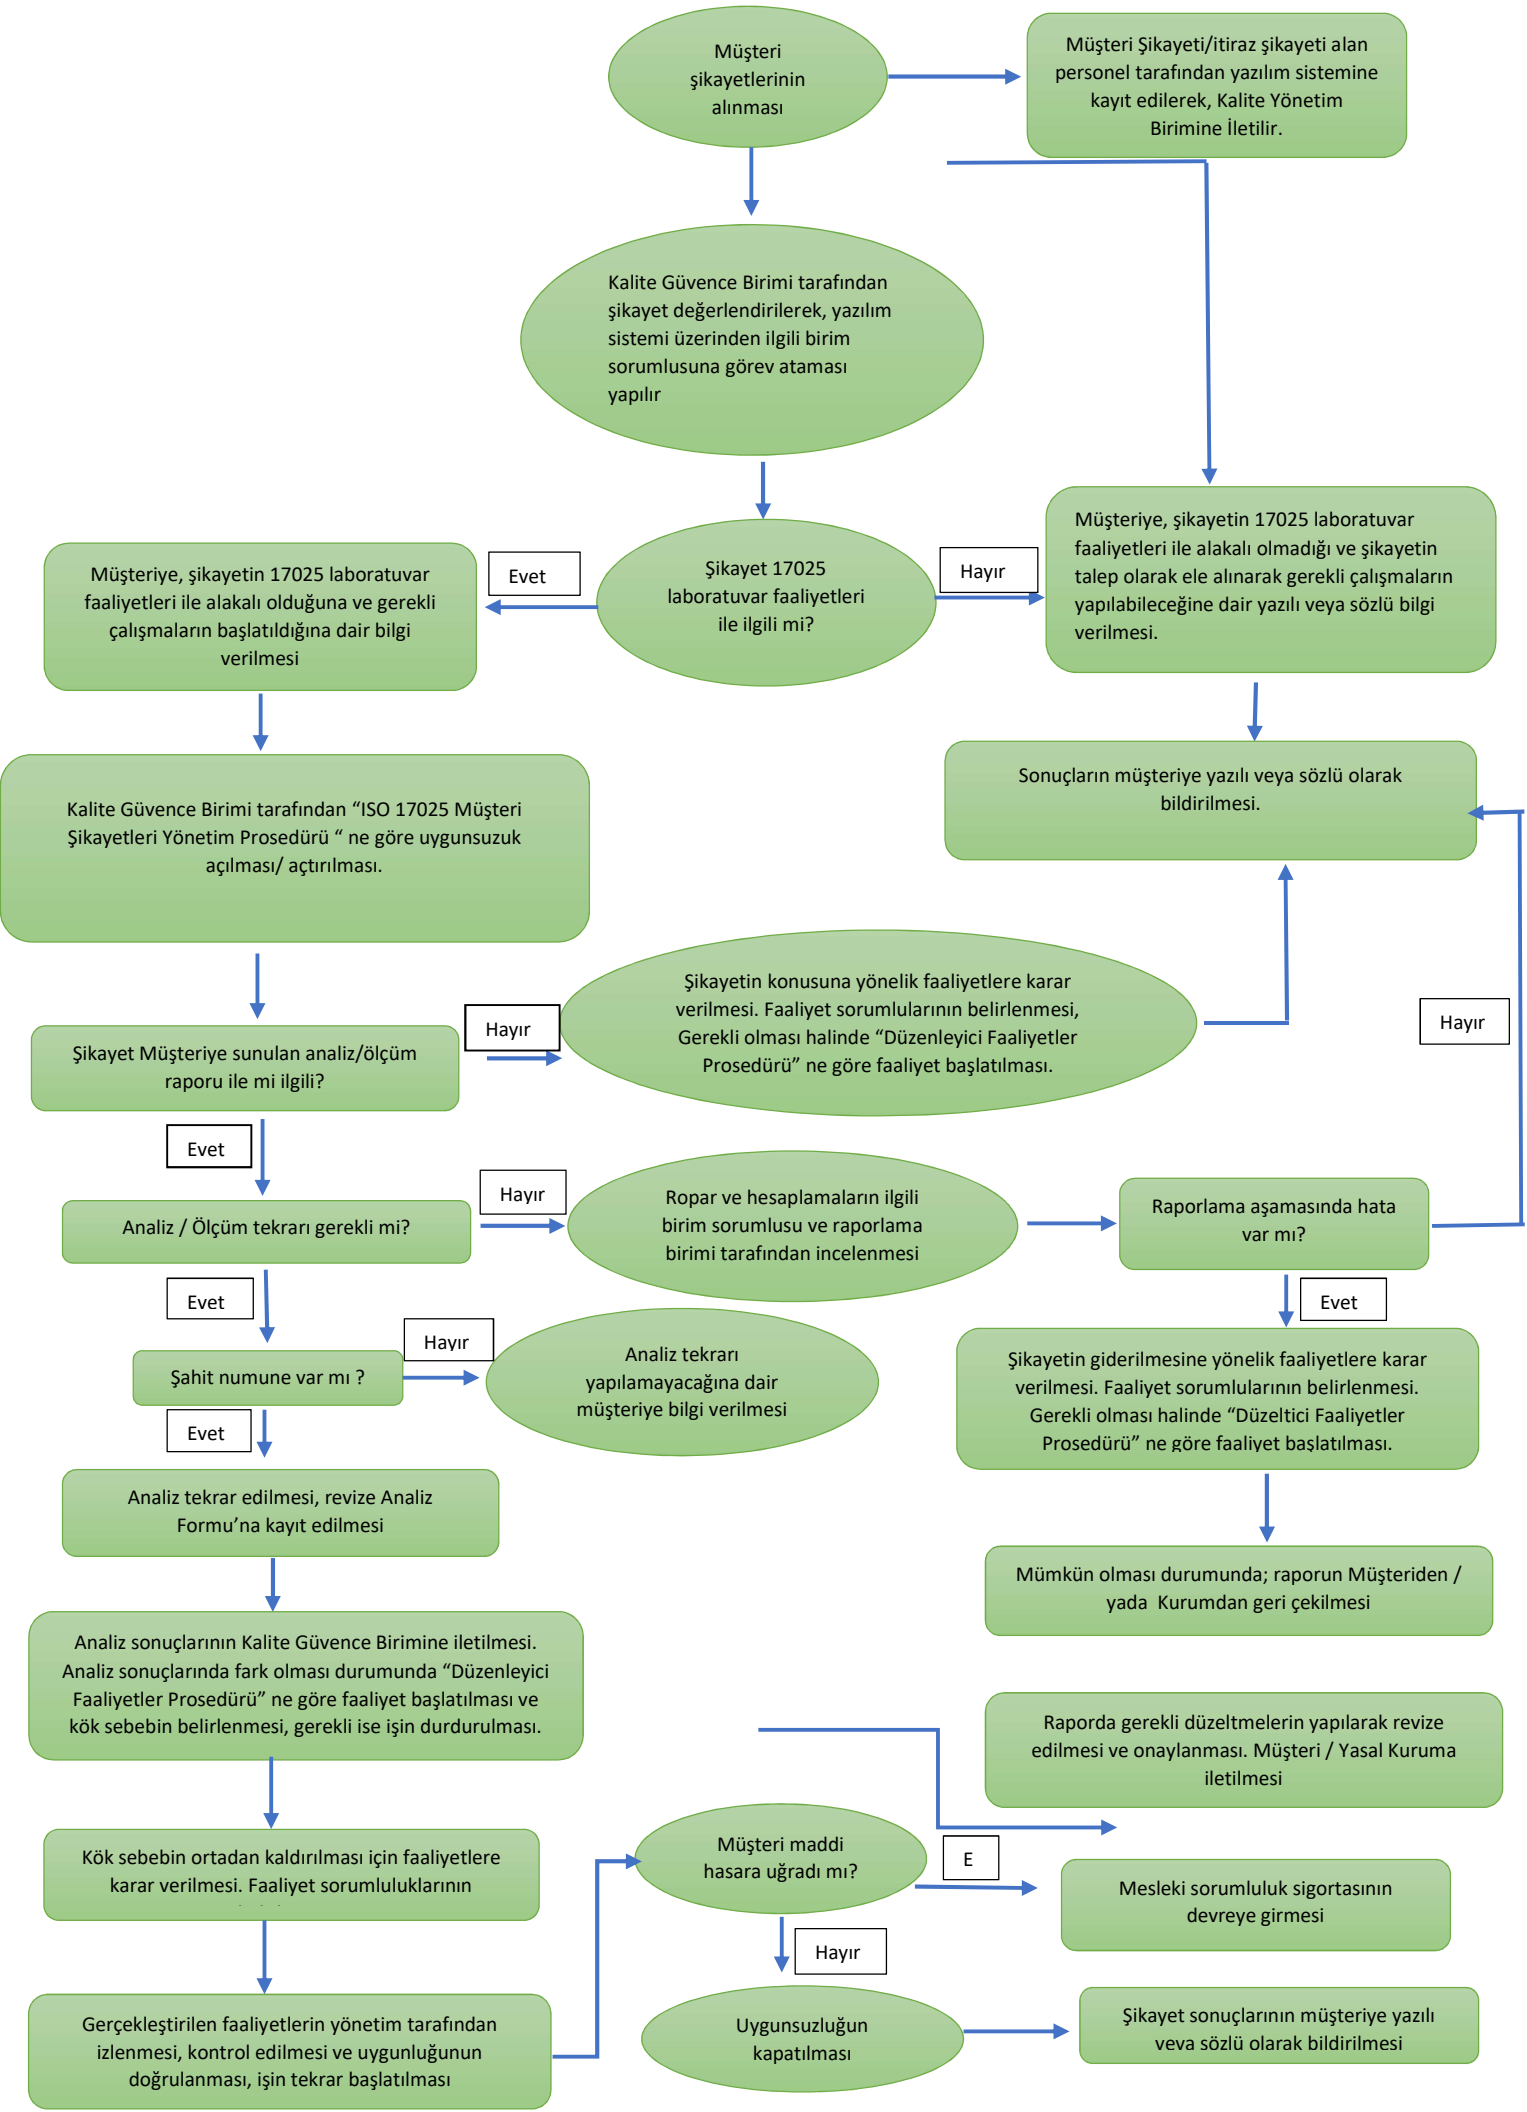 Müşteri
şikayetlerinin
alınması
Müşteri Şikayeti/itiraz şikayeti alan
personel tarafından yazılım sistemine
kayıt edilerek, Kalite Yönetim
Birimine İletilir.
Kalite Güvence Birimi tarafından
şikayet değerlendirilerek, yazılım
sistemi üzerinden ilgili birim
sorumlusuna görev ataması
yapılır
Şikayet 17025
laboratuvar faaliyetleri
ile ilgili mi?
Evet
Hayır
Müşteriye, şikayetin 17025 laboratuvar
faaliyetleri ile alakalı olduğuna ve gerekli
çalışmaların başlatıldığına dair bilgi
verilmesi
Müşteriye, şikayetin 17025 laboratuvar
faaliyetleri ile alakalı olmadığı ve şikayetin
talep olarak ele alınarak gerekli çalışmaların
yapılabileceğine dair yazılı veya sözlü bilgi
verilmesi.
Kalite Güvence Birimi tarafından “ISO 17025 Müşteri
Şikayetleri Yönetim Prosedürü “ ne göre uygunsuzuk
açılması/ açtırılması.
Sonuçların müşteriye yazılı veya sözlü olarak
bildirilmesi.
Şikayet Müşteriye sunulan analiz/ölçüm
raporu ile mi ilgili?
Hayır
Şikayetin konusuna yönelik faaliyetlere karar
verilmesi. Faaliyet sorumlularının belirlenmesi,
Gerekli olması halinde “Düzenleyici Faaliyetler
Prosedürü” ne göre faaliyet başlatılması.
Hayır
Evet
Analiz / Ölçüm tekrarı gerekli mi?
Hayır
Ropar ve hesaplamaların ilgili
birim sorumlusu ve raporlama
birimi tarafından incelenmesi
Raporlama aşamasında hata
var mı?
Evet
Evet
Şahit numune var mı ?
Hayır
Analiz tekrarı
yapılamayacağına dair
müşteriye bilgi verilmesi
Şikayetin giderilmesine yönelik faaliyetlere karar
verilmesi. Faaliyet sorumlularının belirlenmesi.
Gerekli olması halinde “Düzeltici Faaliyetler
Prosedürü” ne göre faaliyet başlatılması.
Evet
Analiz tekrar edilmesi, revize Analiz
Formu’na kayıt edilmesi
Mümkün olması durumunda; raporun Müşteriden /
yada Kurumdan geri çekilmesi
Analiz sonuçlarının Kalite Güvence Birimine iletilmesi.
Analiz sonuçlarında fark olması durumunda “Düzenleyici
Faaliyetler Prosedürü” ne göre faaliyet başlatılması ve
kök sebebin belirlenmesi, gerekli ise işin durdurulması.
Raporda gerekli düzeltmelerin yapılarak revize
edilmesi ve onaylanması. Müşteri / Yasal Kuruma
iletilmesi
Kök sebebin ortadan kaldırılması için faaliyetlere
karar verilmesi. Faaliyet sorumluluklarının
Müşteri maddi
hasara uğradı mı?
E
Mesleki sorumluluk sigortasının
devreye girmesi
Hayır
Gerçekleştirilen faaliyetlerin yönetim tarafından
izlenmesi, kontrol edilmesi ve uygunluğunun
doğrulanması, işin tekrar başlatılması
Uygunsuzluğun
kapatılması
Şikayet sonuçlarının müşteriye yazılı
veya sözlü olarak bildirilmesi